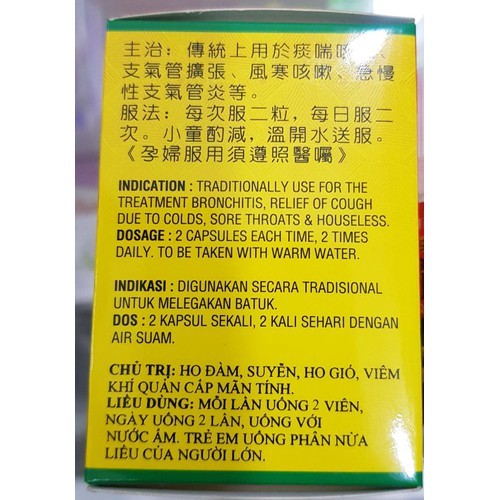 主治：傳統上用於痰喘咳
支氣管擴張、風寒咳嗽、急慢
性支氣管炎等。
服法：每次服二粒，每日服二
次。小童酌減，溫開水送服。
《孕婦服用須遵照醫囑》
INDICATION : TRADITIONALLY USE FOR THE
TREATMENT BRONCHITIS, RELIEF OF COUGH
DUE TO COLDS, SORE THROATS & HOUSELESS.
DOSAGE : 2 CAPSULES EACH TIME, 2 TIMES
DAILY. TO BE TAKEN WITH WARM WATER.
INDIKASI : DIGUNAKAN SECARA TRADISIONAL
UNTUK MELEGAKAN BATUK.
DOS : 2 KAPSUL SEKALI, 2 KALI SEHARI DENGAN
AIR SUAM.
CHỦ TRỊ: HO ĐÀM, SUYỄN, HO GIÓ, VIÊM
KHÍ QUẢN CẤP MÃN TÍNH.
LIỀU DÙNG: MỖI LẦN UỐNG 2 VIÊN,
NGÀY UỐNG 2 LẦN, UỐNG VỚI
NƯỚC ẤM. TRẺ EM UỐNG PHÂN NỬA
LIỀU CỦA NGƯỜI LỚN.